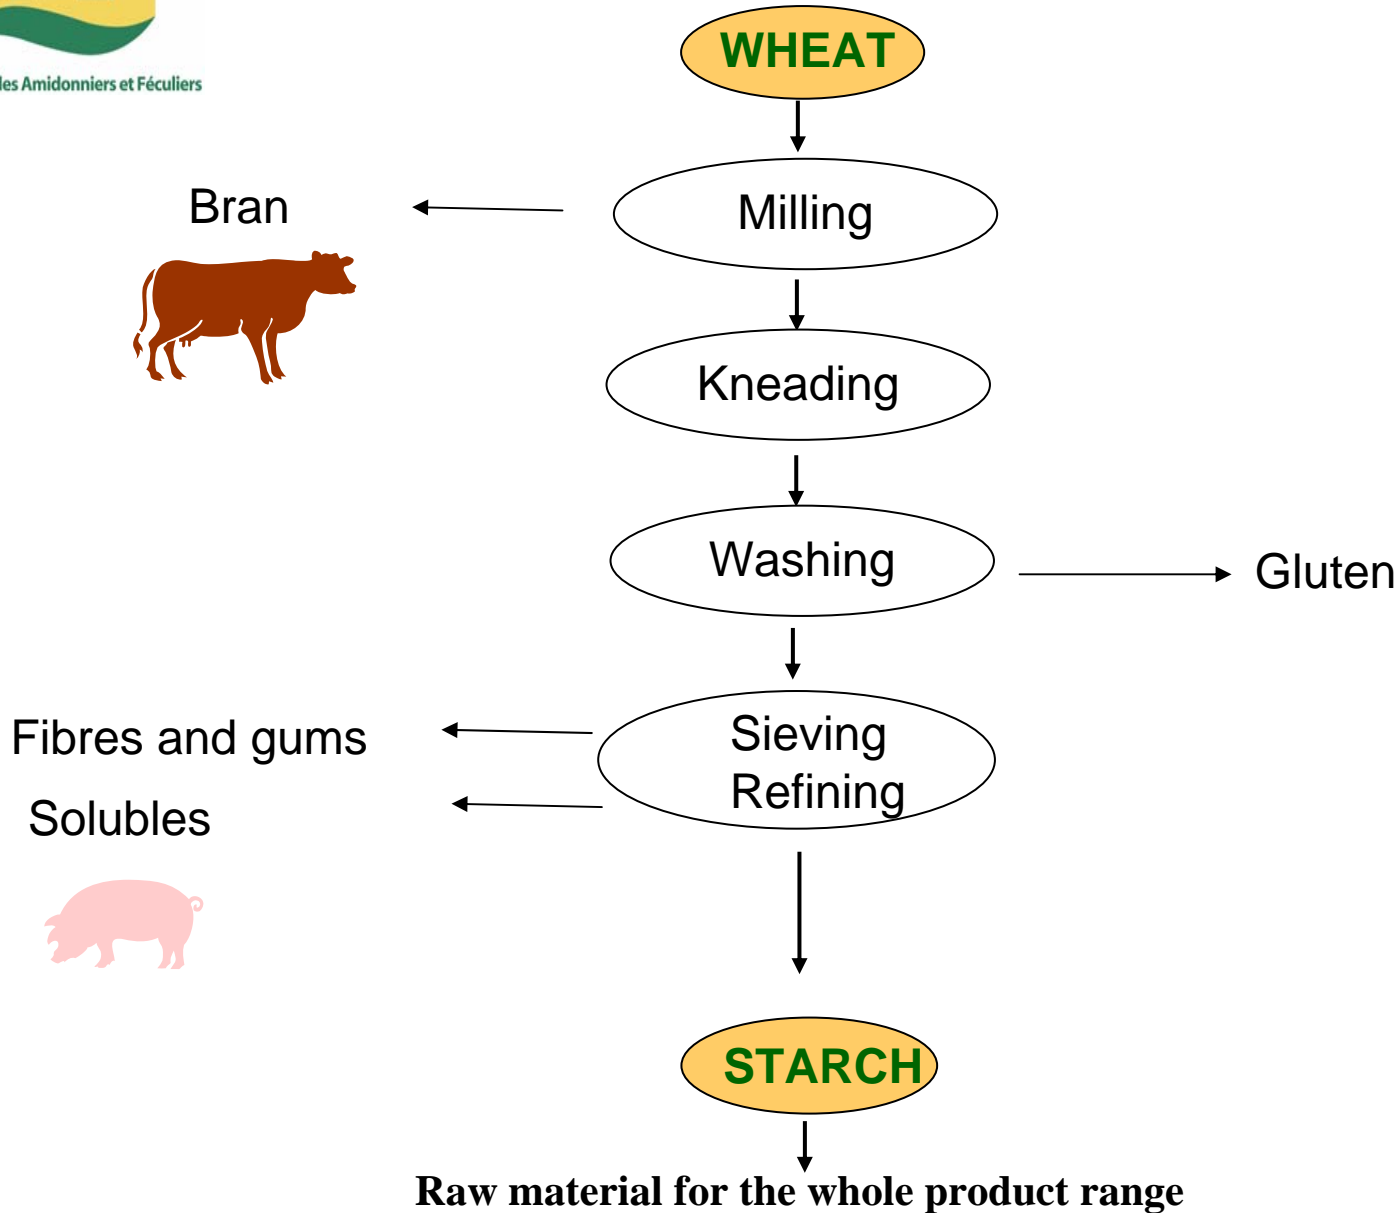 des Amidonniers et Féculiers
WHEAT
Bran
Milling
Kneading
Washing
Gluten
Fibres and gums
Sieving
Refining
Solubles
STARCH
Raw material for the whole product range